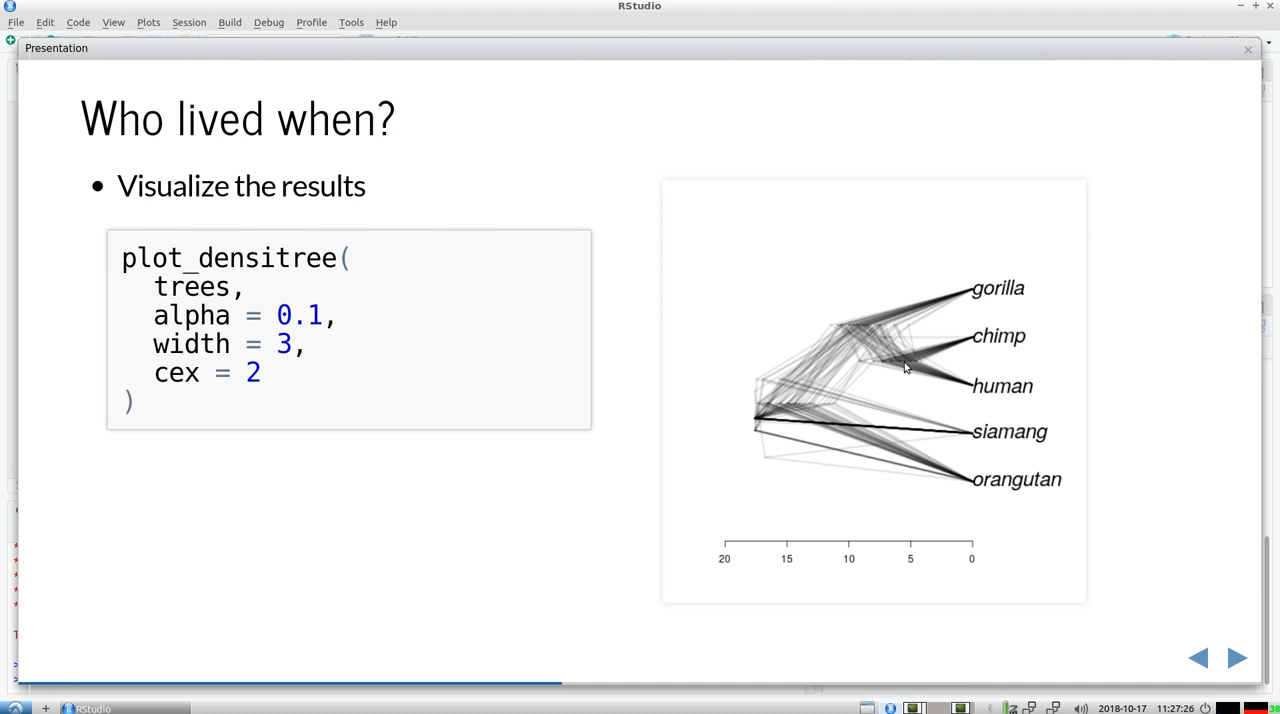 RStudio
File Edit Code View Plots Session Build Debug Profile Tools Help
Presentation
Who lived when?
• Visualize the results
plot_densitree(
trees,
alpha = 0.1,
width = 3,
cex = 2
)
gorilla
chimp
human
siamang
orangutan
20 15 10 5 0
RStudio
2018-10-17 11:27:26
38